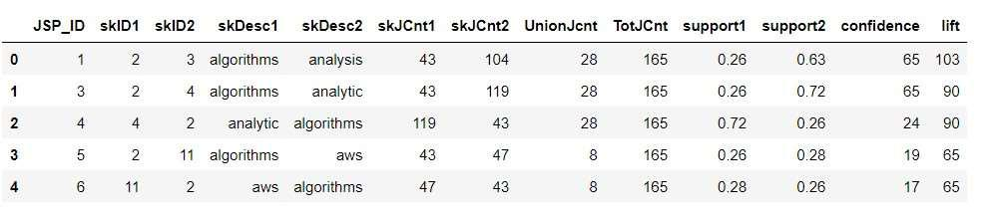 JSP_ID skID1 skID2 skDesc1 skDesc2 skJCnt1 skJCnt2 UnionJcnt TotJCnt support1 support2 confidence lift
0 1 2 3 algorithms analysis 43 104 28 165 0.26 0.63 65 103
1 3 2 4 algorithms analytic 43 119 28 165 0.26 0.72 65 90
2 4 4 2 analytic algorithms 119 43 28 165 0.72 0.26 24 90
3 5 2 11 algorithms aws 43 47 8 165 0.26 0.28 19 65
4 6 11 2 aws algorithms 47 43 8 165 0.28 0.26 17 65